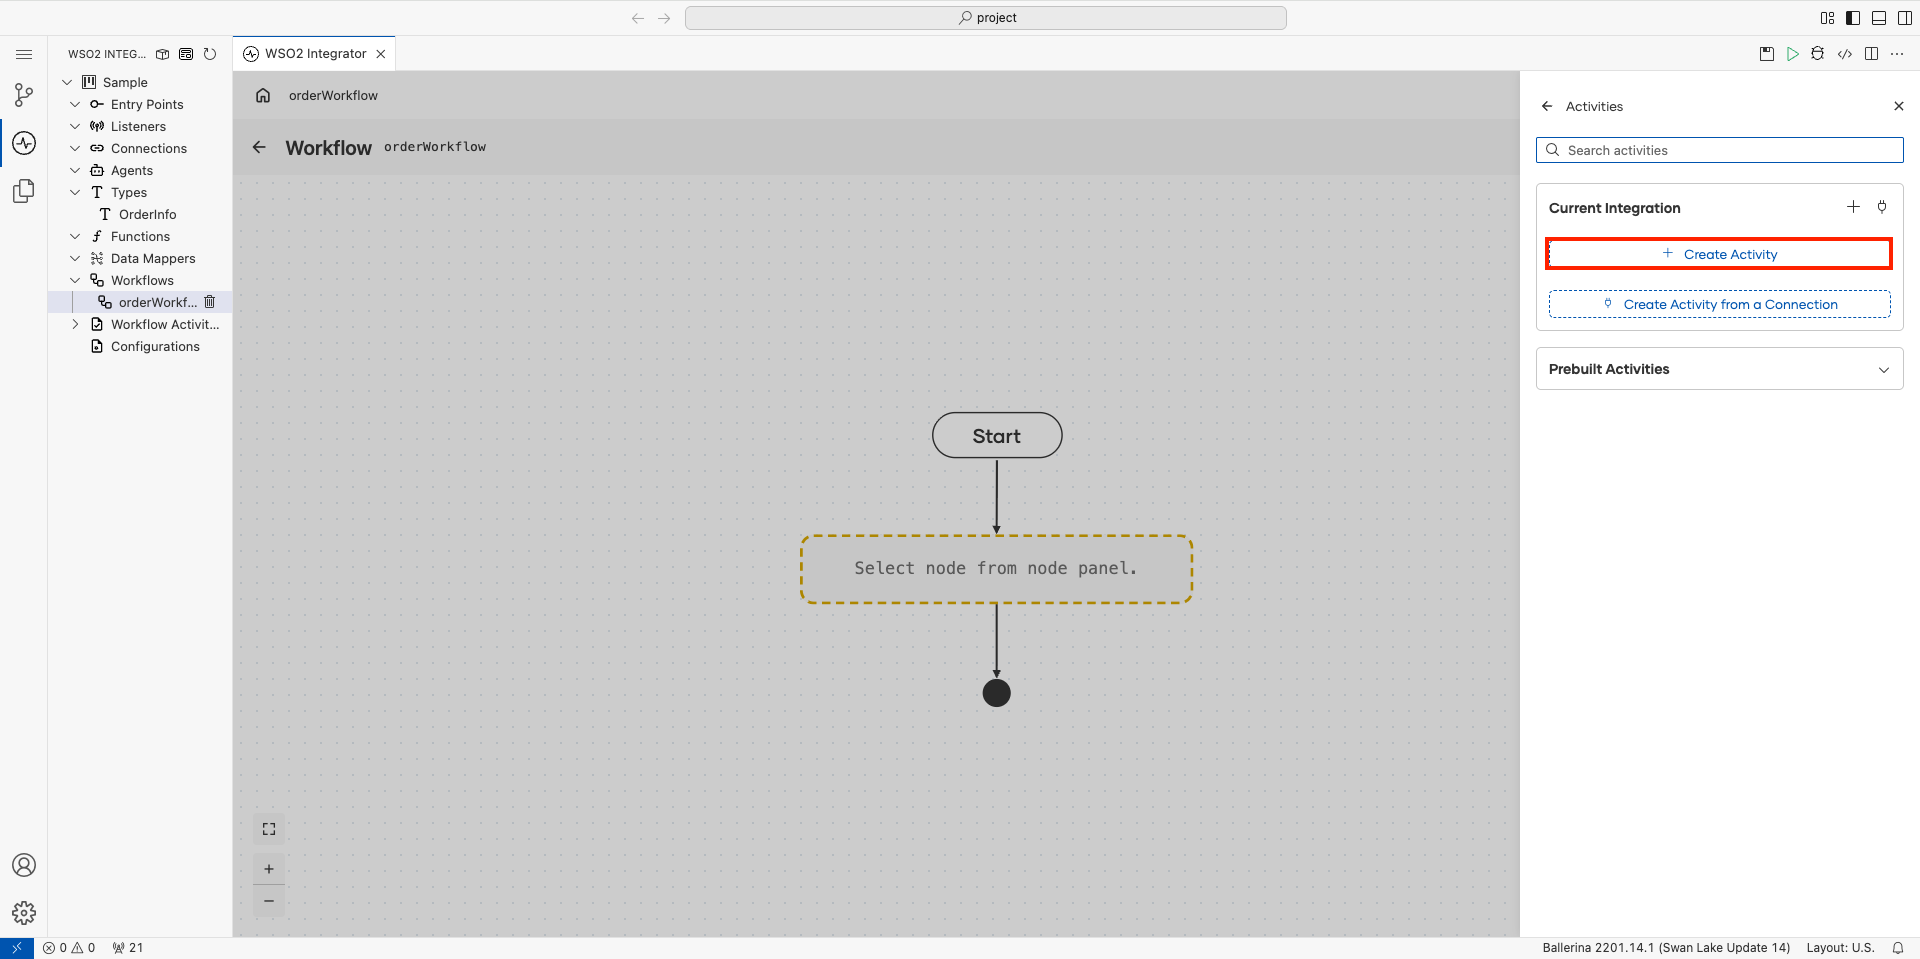 project
WSO2 INTEG...
WSO2 Integrator
Sample
Entry Points
Listeners
Connections
Agents
Types
OrderInfo
Functions
Data Mappers
Workflows
orderWorkf...
Workflow Activit...
Configurations
orderWorkflow
Workflow orderWorkflow
Start
Select node from node panel.
Activities
Search activities
Current Integration
Create Activity
Create Activity from a Connection
Prebuilt Activities
0 0 21
Ballerina 2201.14.1 (Swan Lake Update 14) Layout: U.S.